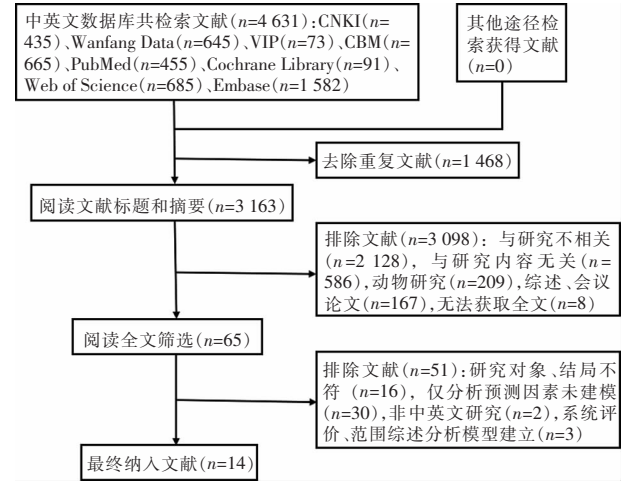 中英文数据库共检索文献(n=4 631):CNKI(n=
435)、Wanfang Data(n=645)、VIP(n=73)、CBM(n=
665)、PubMed(n=455)、Cochrane Library(n=91)、
Web of Science(n=685)、Embase(n=1 582)
其他途径检
索获得文献
(n=0)
去除重复文献(n=1 468)
阅读文献标题和摘要(n=3 163)
排除文献(n=3 098)：与研究不相关
(n=2 128)，与研究内容无关(n=
586),动物研究(n=209),综述、会议
论文(n=167),无法获取全文(n=8)
阅读全文筛选(n=65)
排除文献(n=51):研究对象、结局不
符(n=16)，仅分析预测因素未建模
(n=30),非中英文研究(n=2),系统评
价、范围综述分析模型建立(n=3)
最终纳入文献(n=14)